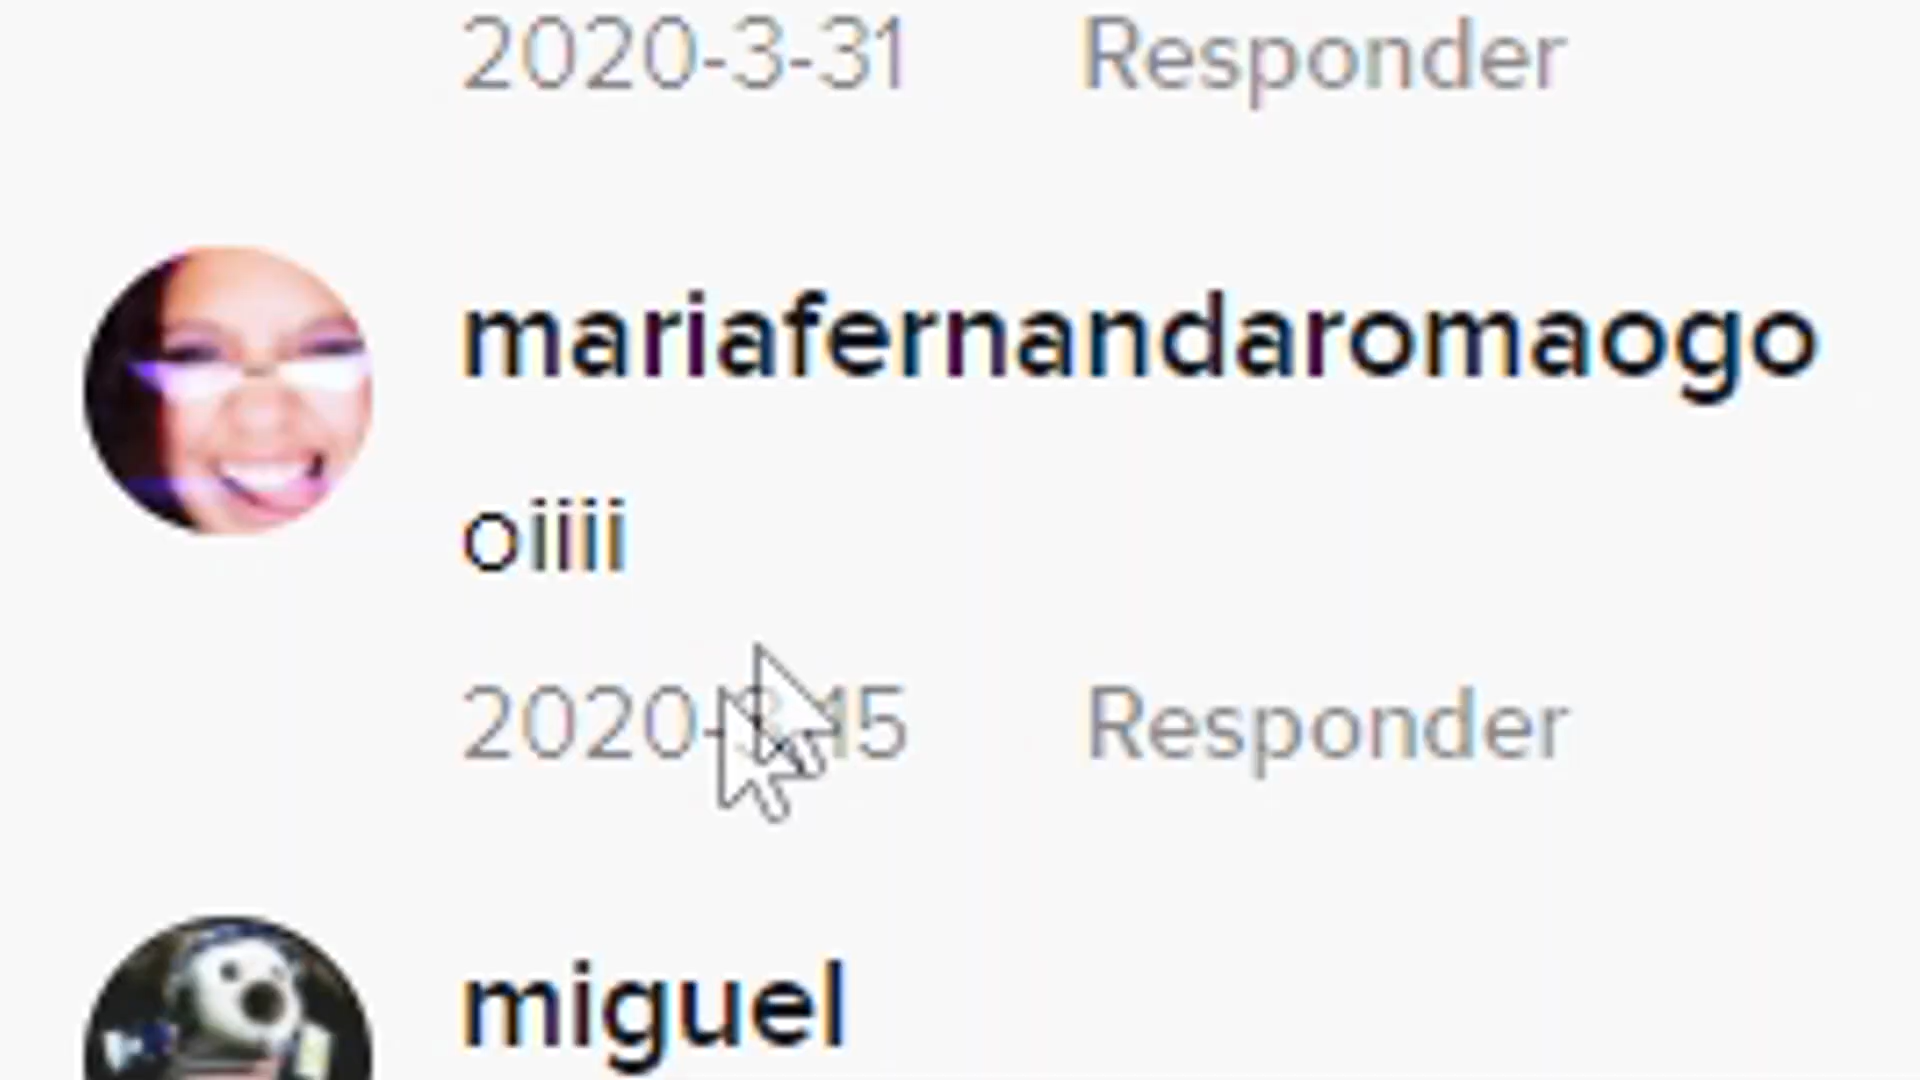 2020-3-31 Responder
mariafernandaromaogo
oiiii
Responder
miguel